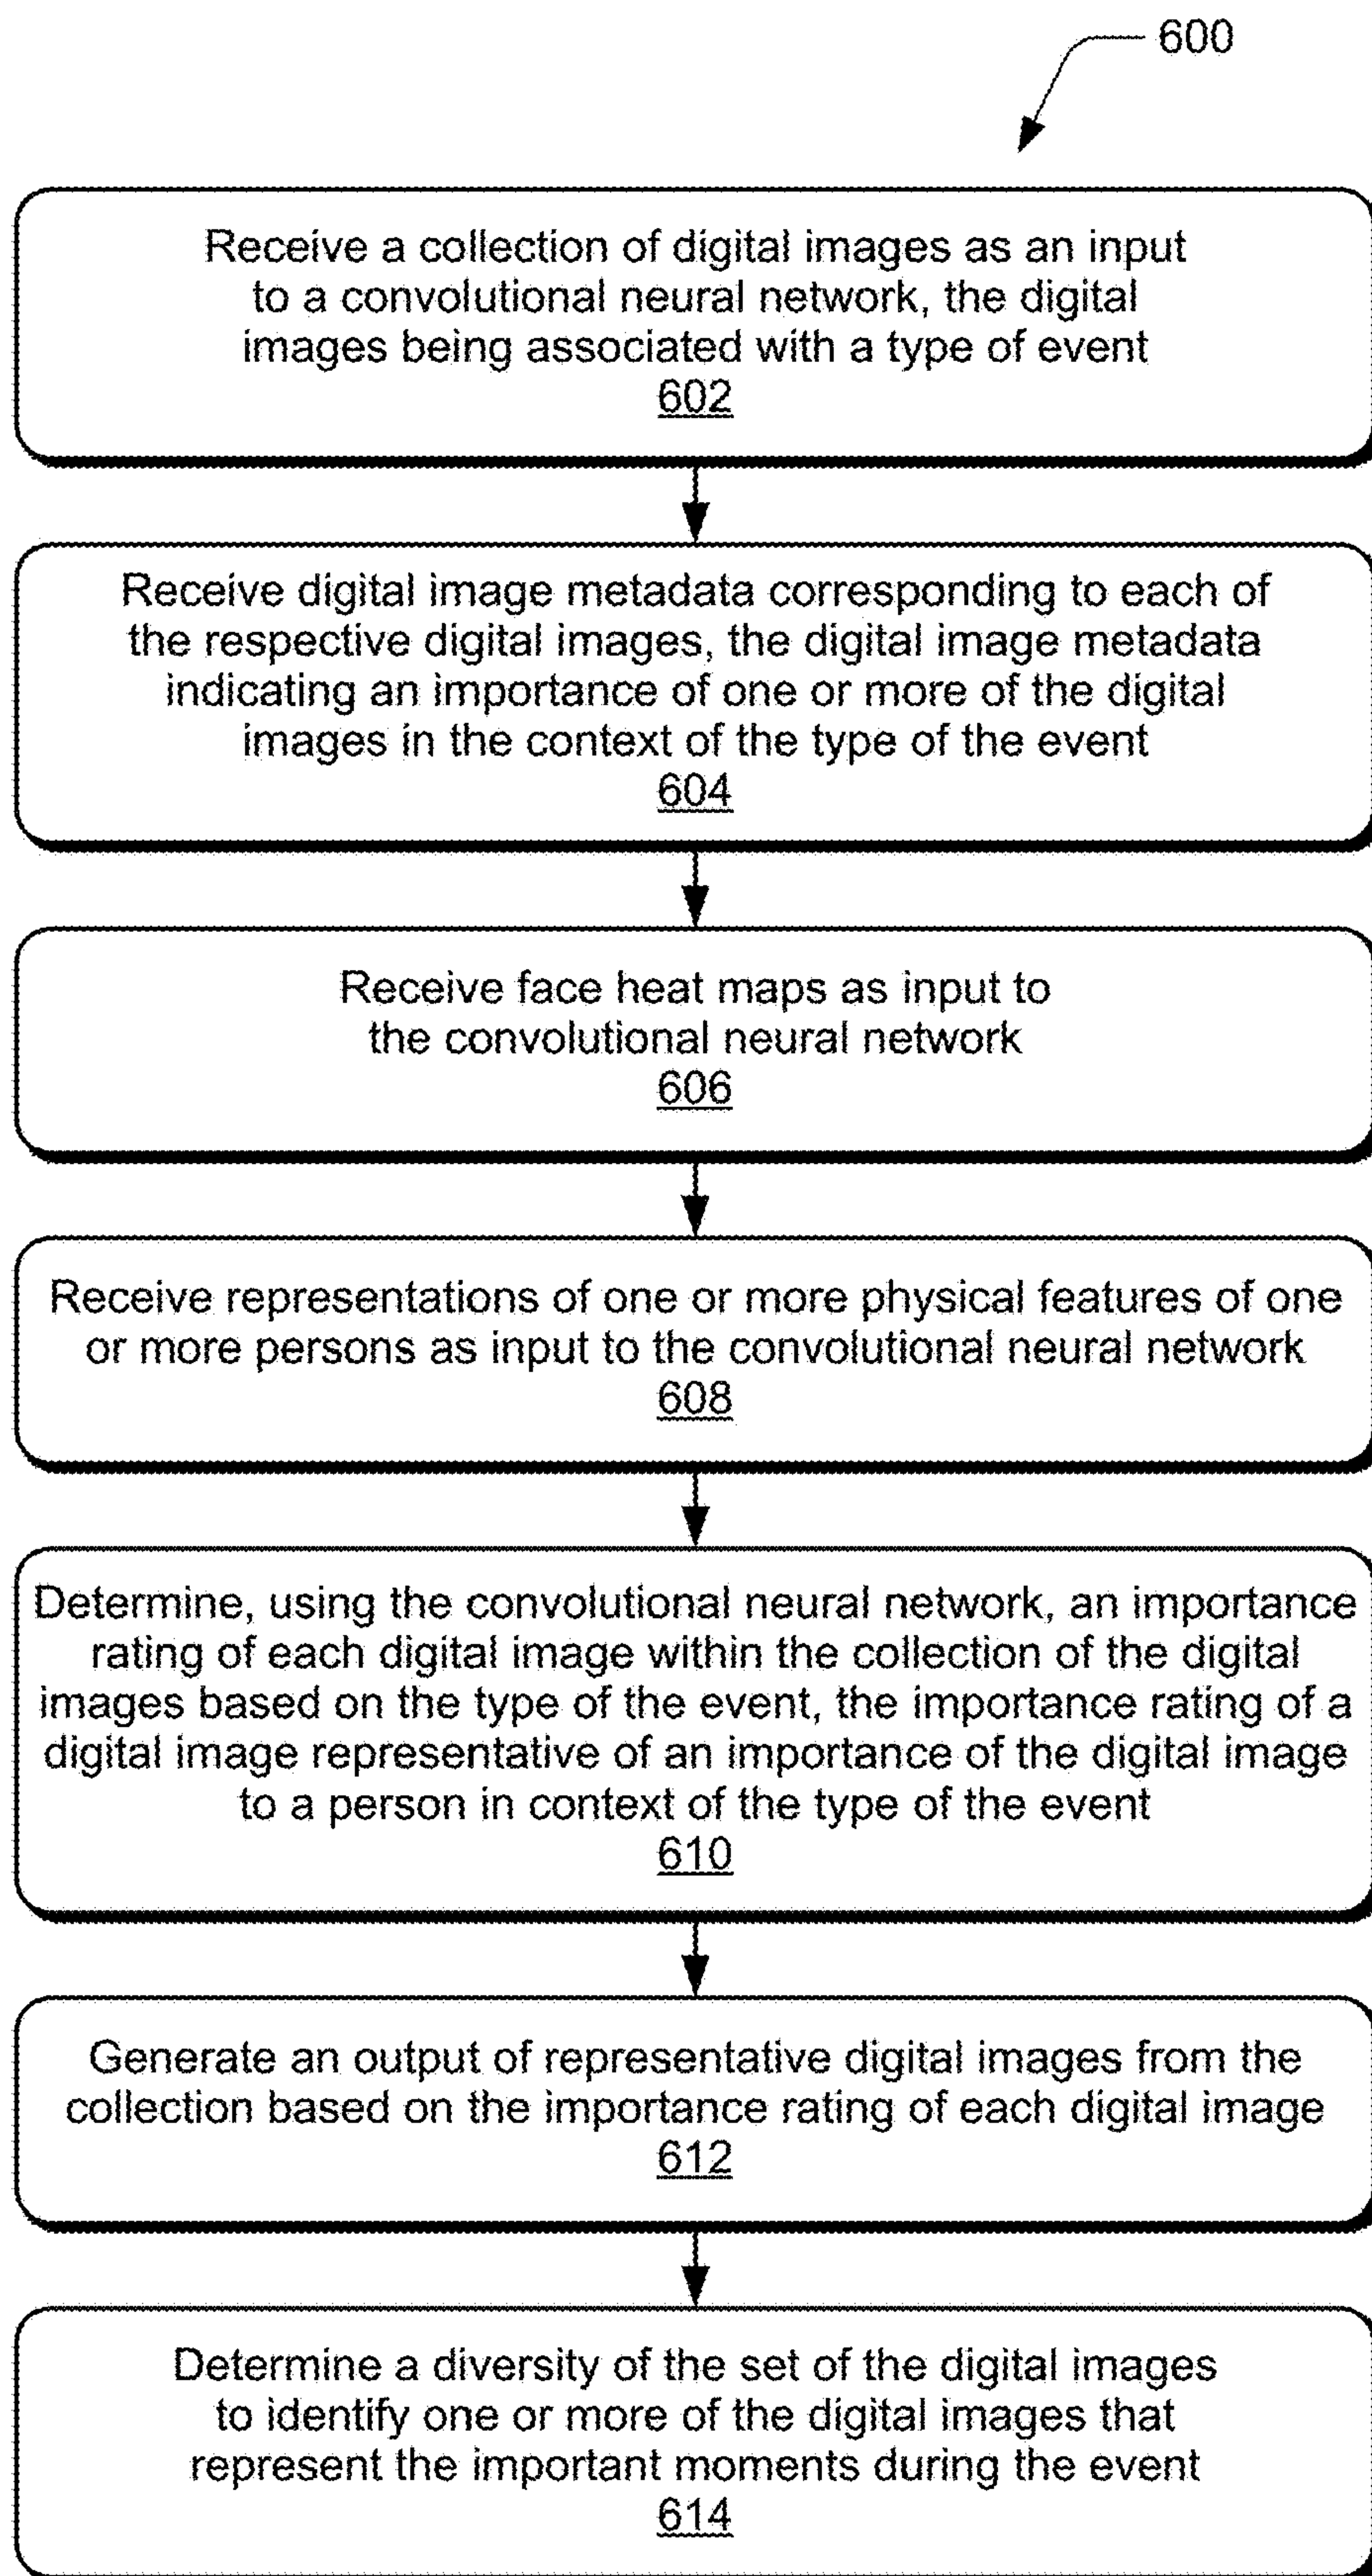 600
Receive a collection of digital images as an input
to a convolutional neural network, the digital
images being associated with a type of event
602
Receive digital image metadata corresponding to each of
the respective digital images, the digital image metadata
indicating an importance of one or more of the digital
images in the context of the type of the event
604
Receive face heat maps as input to
the convolutional neural network
606
Receive representations of one or more physical features of one
or more persons as input to the convolutional neural network
608
Determine, using the convolutional neural network, an importance
rating of each digital image within the collection of the digital
images based on the type of the event, the importance rating of a
digital image representative of an importance of the digital image
to a person in context of the type of the event
610
Generate an output of representative digital images from the
collection based on the importance rating of each digital image
612
Determine a diversity of the set of the digital images
to identify one or more of the digital images that
represent the important moments during the event
614